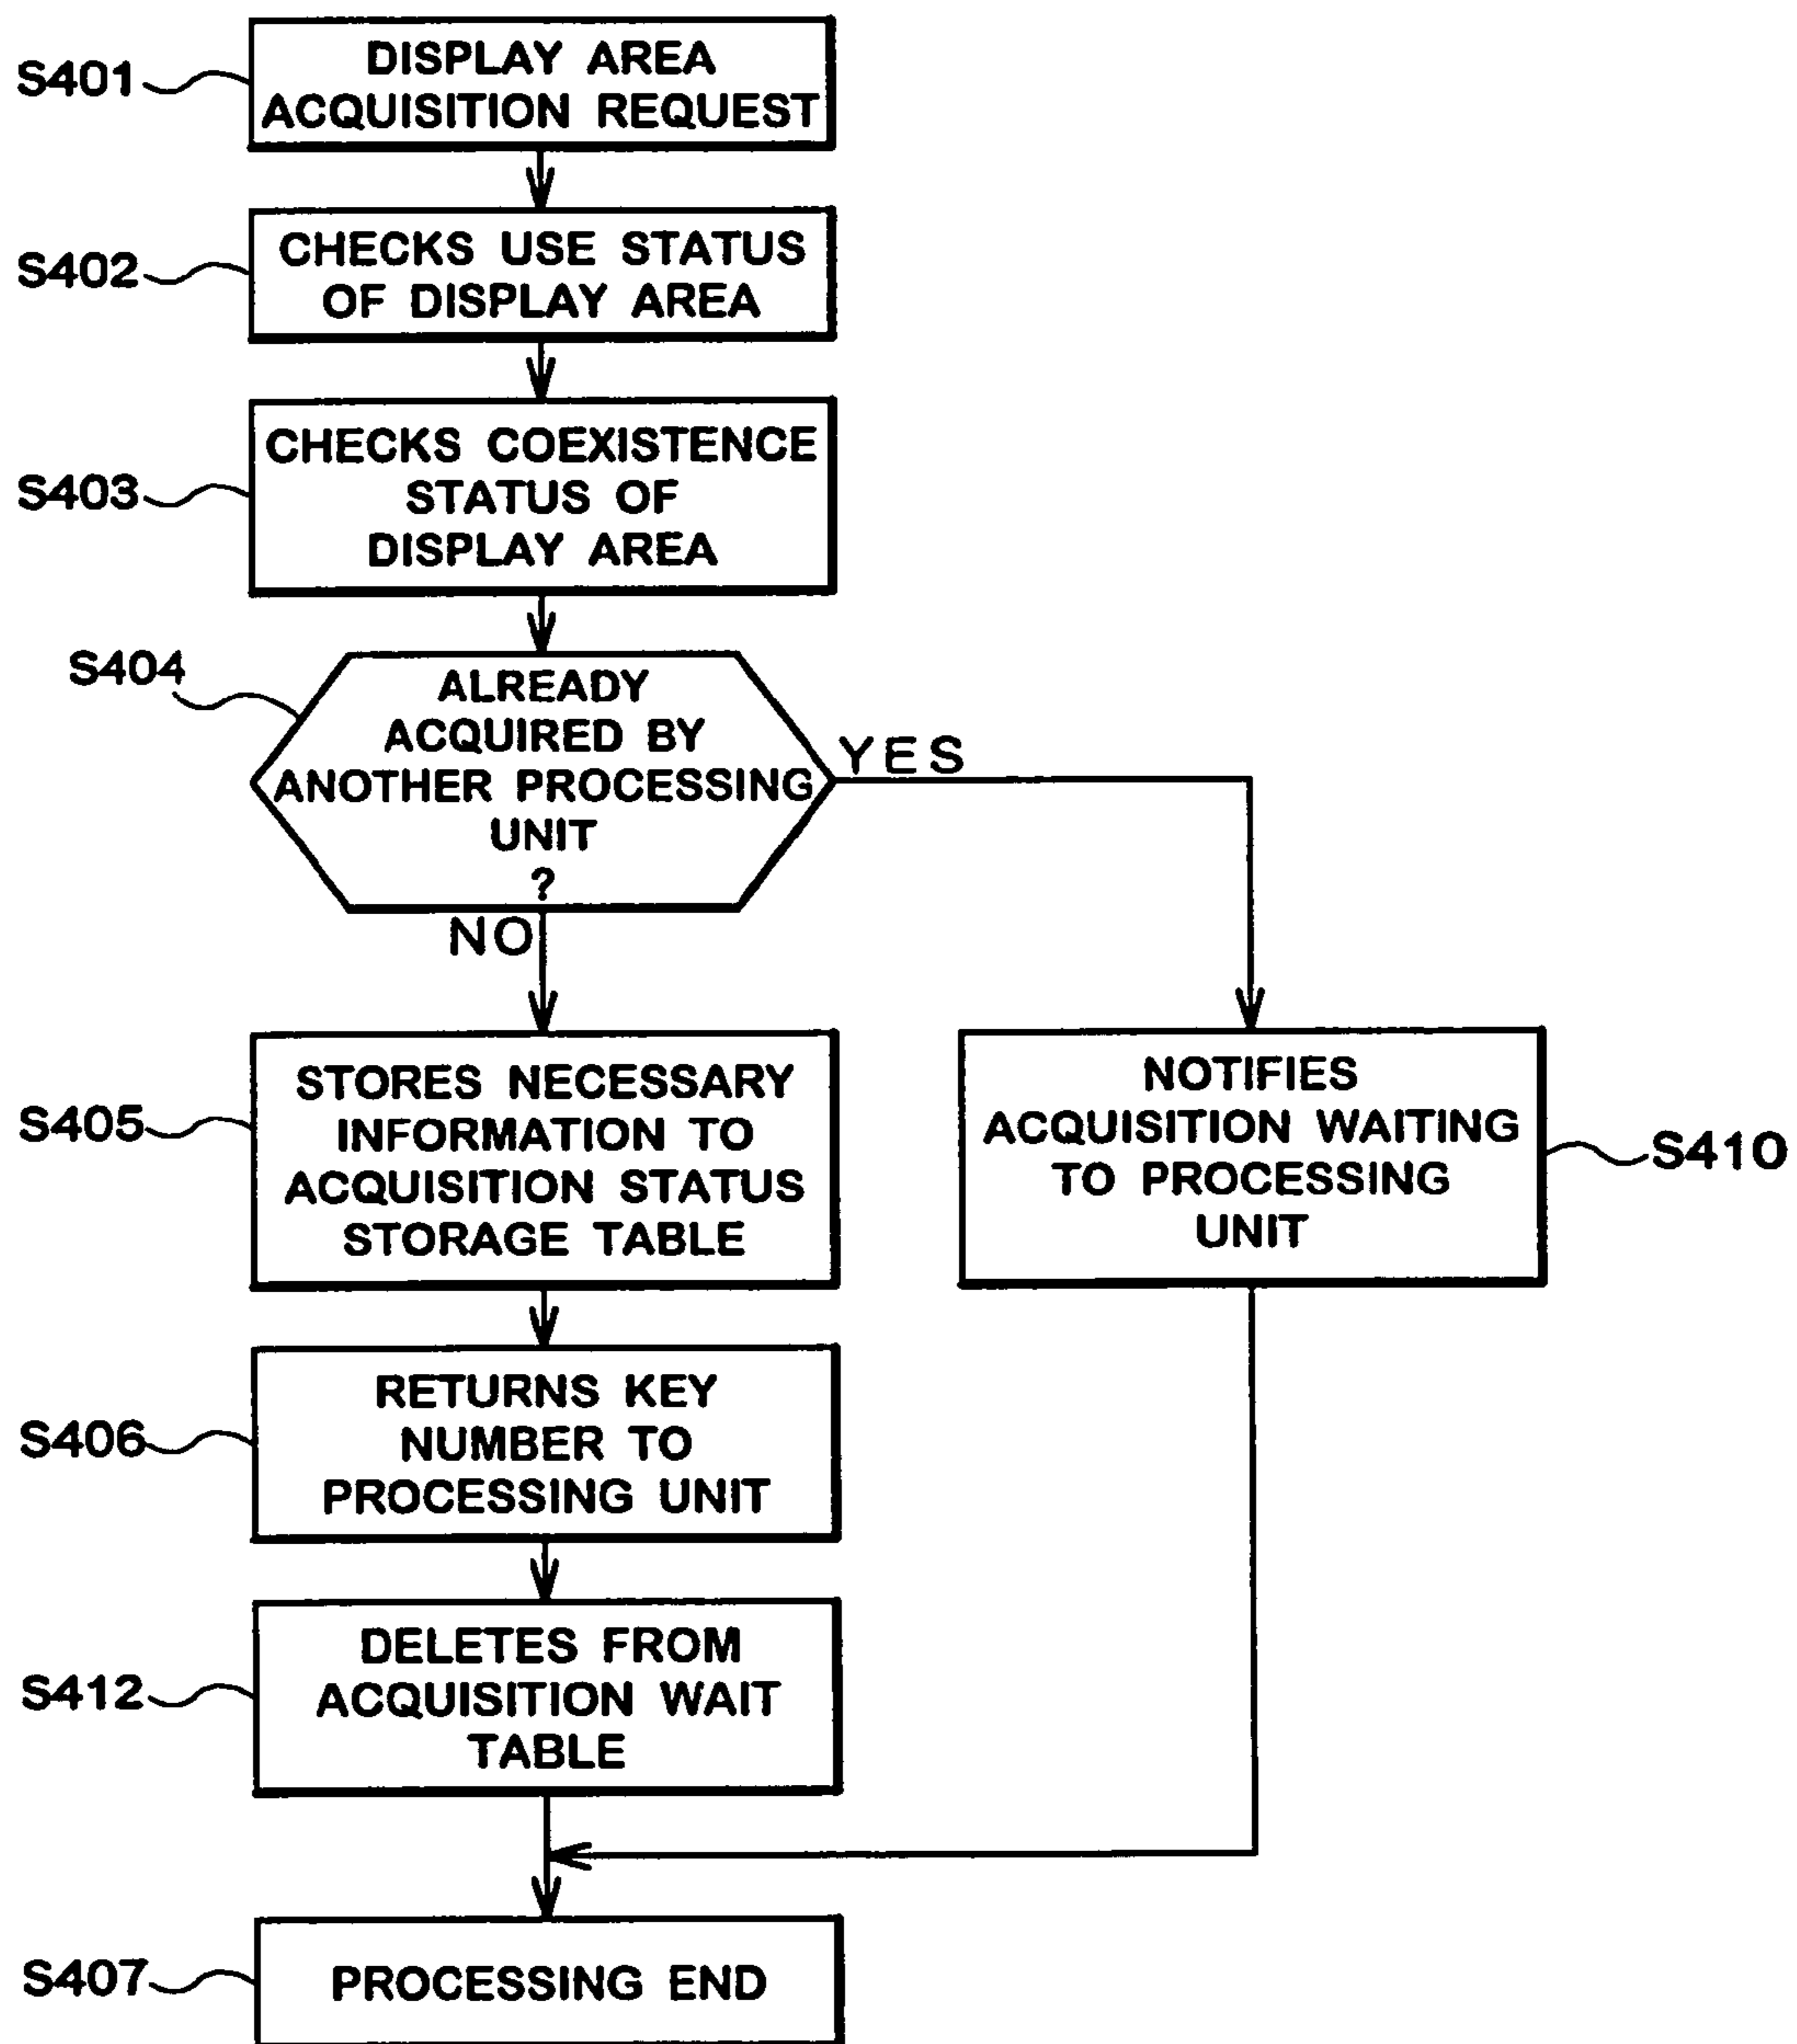 S401
DISPLAY AREA
ACQUISITION REQUEST
S402
CHECKS USE STATUS
OF DISPLAY AREA
S403
CHECKS COEXISTENCE
STATUS OF
DISPLAY AREA
S404
ALREADY
ACQUIRED BY
ANOTHER PROCESSING
UNIT
?
YES
NO
S405
STORES NECESSARY
INFORMATION TO
ACQUISITION STATUS
STORAGE TABLE
NOTIFIES
ACQUISITION WAITING
TO PROCESSING
UNIT
S410
S406
RETURNS KEY
NUMBER TO
PROCESSING UNIT
S412
DELETES FROM
ACQUISITION WAIT
TABLE
S407
PROCESSING END